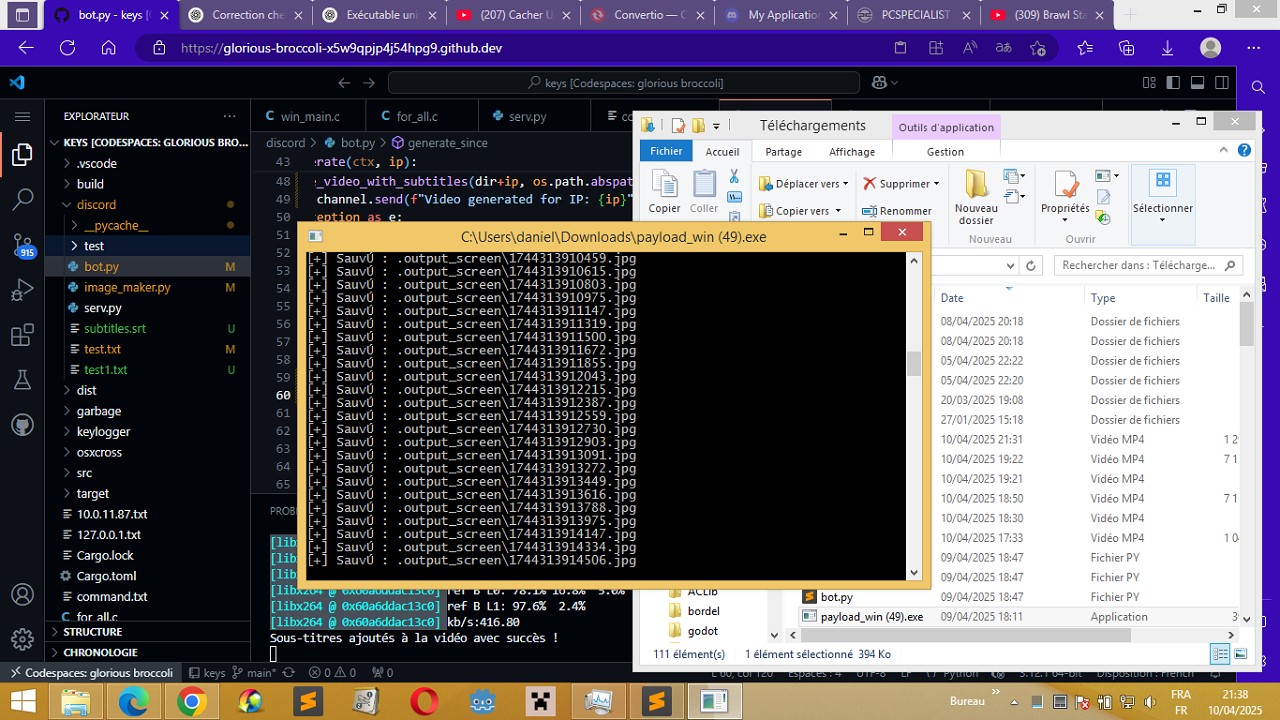 bot.py - keys [
Correction che
Exécutable uni
(207) Cacher U
Convertio — C
My Application
PCSPECIALIST
(309) Brawl Sta
https://glorious-broccoli-x5w9qpjp4j54hpg9.github.dev
keys [Codespaces: glorious broccoli]
EXPLORATEUR
KEYS [CODESPACES: GLORIOUS BRO...
.vscode
build
discord
__pycache__
test
bot.py M
image_maker.py M
serv.py
subtitles.srt U
test.txt M
test1.txt U
dist
garbage
keylogger
osxcross
src
target
10.0.11.87.txt
127.0.0.1.txt
Cargo.lock
Cargo.toml
command.txt
for_all.c
STRUCTURE
CHRONOLOGIE
915
win_main.c
for_all.c
serv.py
discord > bot.py > generate_since
43 erate(ctx, ip):
48 _video_with_subtitles(dir+ip, os.path.abspat
49 channel.send(f"Video generated for IP: {ip}"
50 ception as e:
51
52
53
54
55
56
57
58
59
60
61
62
63
64
65
[libx264 @ 0x60a6ddac13c0] ref B L0: 78.1% 16.8% 5.0%
[libx264 @ 0x60a6ddac13c0] ref B L1: 97.6% 2.4%
[libx264 @ 0x60a6ddac13c0] kb/s:416.80
Sous-titres ajoutés à la vidéo avec succès !
C:\Users\daniel\Downloads\payload_win (49).exe
[+] SauvÚ : .output_screen\1744313910459.jpg
[+] SauvÚ : .output_screen\1744313910615.jpg
[+] SauvÚ : .output_screen\1744313910803.jpg
[+] SauvÚ : .output_screen\1744313910975.jpg
[+] SauvÚ : .output_screen\1744313911147.jpg
[+] SauvÚ : .output_screen\1744313911319.jpg
[+] SauvÚ : .output_screen\1744313911500.jpg
[+] SauvÚ : .output_screen\1744313911672.jpg
[+] SauvÚ : .output_screen\1744313911855.jpg
[+] SauvÚ : .output_screen\1744313912043.jpg
[+] SauvÚ : .output_screen\1744313912215.jpg
[+] SauvÚ : .output_screen\1744313912387.jpg
[+] SauvÚ : .output_screen\1744313912559.jpg
[+] SauvÚ : .output_screen\1744313912730.jpg
[+] SauvÚ : .output_screen\1744313912903.jpg
[+] SauvÚ : .output_screen\1744313913091.jpg
[+] SauvÚ : .output_screen\1744313913272.jpg
[+] SauvÚ : .output_screen\1744313913449.jpg
[+] SauvÚ : .output_screen\1744313913616.jpg
[+] SauvÚ : .output_screen\1744313913788.jpg
[+] SauvÚ : .output_screen\1744313913975.jpg
[+] SauvÚ : .output_screen\1744313914147.jpg
[+] SauvÚ : .output_screen\1744313914334.jpg
[+] SauvÚ : .output_screen\1744313914506.jpg
Téléchargements
Outils d'application
Fichier
Accueil
Partage
Affichage
Gestion
Copier
Coller
Déplacer vers
Copier vers
Supprimer
Renommer
Nouveau dossier
Nouveau
Propriétés
Ouvrir
Sélectionner
Rechercher dans : Télécharge...
Date Type Taille
08/04/2025 20:18 Dossier de fichiers
08/04/2025 20:18 Dossier de fichiers
05/04/2025 22:22 Dossier de fichiers
05/04/2025 22:20 Dossier de fichiers
20/03/2025 19:08 Dossier de fichiers
27/01/2025 15:18 Dossier de fichiers
10/04/2025 21:31 Vidéo MP4
10/04/2025 19:22 Vidéo MP4
10/04/2025 19:21 Vidéo MP4
10/04/2025 18:50 Vidéo MP4
10/04/2025 18:30 Vidéo MP4
10/04/2025 17:33 Vidéo MP4
09/04/2025 18:47 Fichier PY
09/04/2025 18:47 Fichier PY
bot.py 09/04/2025 18:47 Fichier PY
payload_win (49).exe 09/04/2025 18:11 Application
ACLib
bordel
godot
111 élément(s) 1 élément sélectionné 394 Ko
Codespaces: glorious broccoli
keys
main*
0 0
0
Bureau
FRA
FR
21:38
10/04/2025